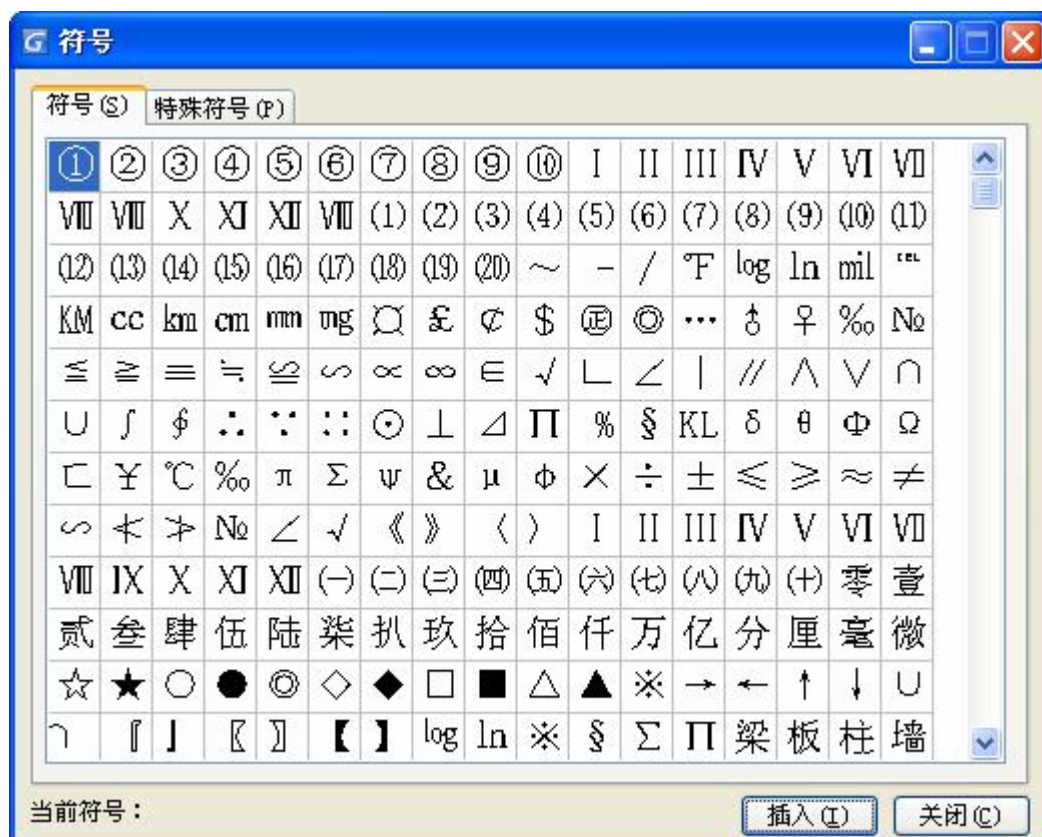 G 符号
符号(S) 特殊符号(P)
① ② ③ ④ ⑤ ⑥ ⑦ ⑧ ⑨ ⑩ Ⅰ Ⅱ Ⅲ Ⅳ Ⅴ Ⅵ Ⅶ
Ⅷ Ⅷ Ⅹ Ⅺ Ⅻ Ⅷ ⑴ ⑵ ⑶ ⑷ ⑸ ⑹ ⑺ ⑻ ⑼ ⑽ ⑾
⑿ ⒀ ⒁ ⒂ ⒃ ⒄ ⒅ ⒆ ⒇ ～ － / ℉ ㏒ ㏑ mil ℡
KM cc km cm mm mg ¤ £ ¢ $ ㊣ ◎ … ♂ ♀ ‰ №
≦ ≧ ═ ≒ ≌ ∽ ∝ ∞ ∈ √ ∟ ∠ | // ∧ ∨ ∩
∪ ∫ ∮ ∴ ∵ ∷ ⊙ ⊥ ⊿ ∏ % § KL δ θ Φ Ω
匚 ¥ ℃ ‰ π Σ ψ & μ φ × ÷ ± ≤ ≥ ≈ ≠
∽ ≮ ≯ № ∠ √ 《 》 〈 〉 Ⅰ Ⅱ Ⅲ Ⅳ Ⅴ Ⅵ Ⅶ
Ⅷ Ⅸ Ⅹ Ⅺ Ⅻ ㈠ ㈡ ㈢ ㈣ ㈤ ㈥ ㈦ ㈧ ㈨ ㈩ 零 壹
贰 叁 肆 伍 陆 柒 扒 玖 拾 佰 仟 万 亿 分 厘 毫 微
☆ ★ ○ ● ◎ ◇ ◆ □ ■ △ ▲ ※ → ← ↑ ↓ ∪
﹁ 『 』 〖 〗 【 】 ㏒ ㏑ ※ § ∑ ∏ 梁 板 柱 墙
当前符号： 插入(I) 关闭(C)